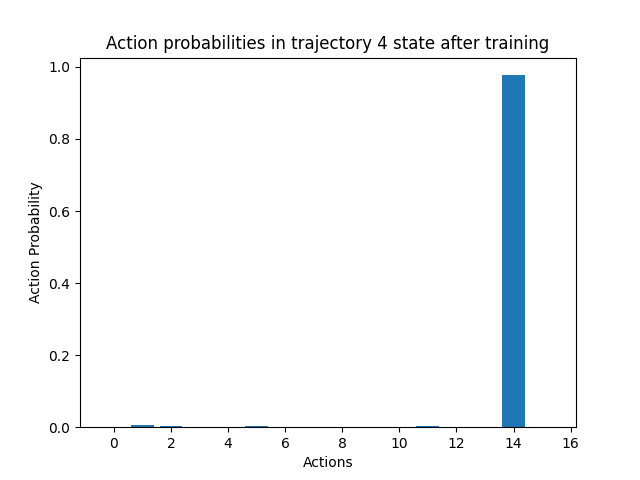 Action probabilities in trajectory 4 state after training
1.0
0.8
0.6
0.4
0.2
0.0
Action Probability
0 2 4 6 8 10 12 14 16
Actions